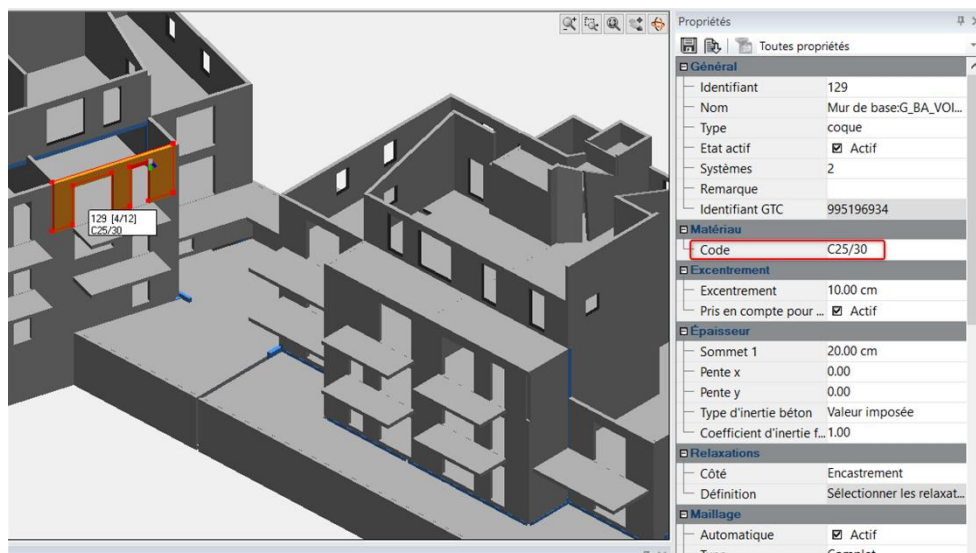 Propriétés
Toutes propriétés
Général
Identifiant 129
Nom Mur de base:G_BA_VOI...
Type coque
Etat actif Actif
Systèmes 2
Remarque
Identifiant GTC 995196934
Matériau
Code C25/30
Excentrement
Excentrement 10.00 cm
Pris en compte pour ... Actif
Épaisseur
Sommet 1 20.00 cm
Pente x 0.00
Pente y 0.00
Type d'inertie béton Valeur imposée
Coefficient d'inertie f... 1.00
Relaxations
Côté Encastrement
Définition Sélectionner les relaxat...
Maillage
Automatique Actif
129 [4/12]
C25/30